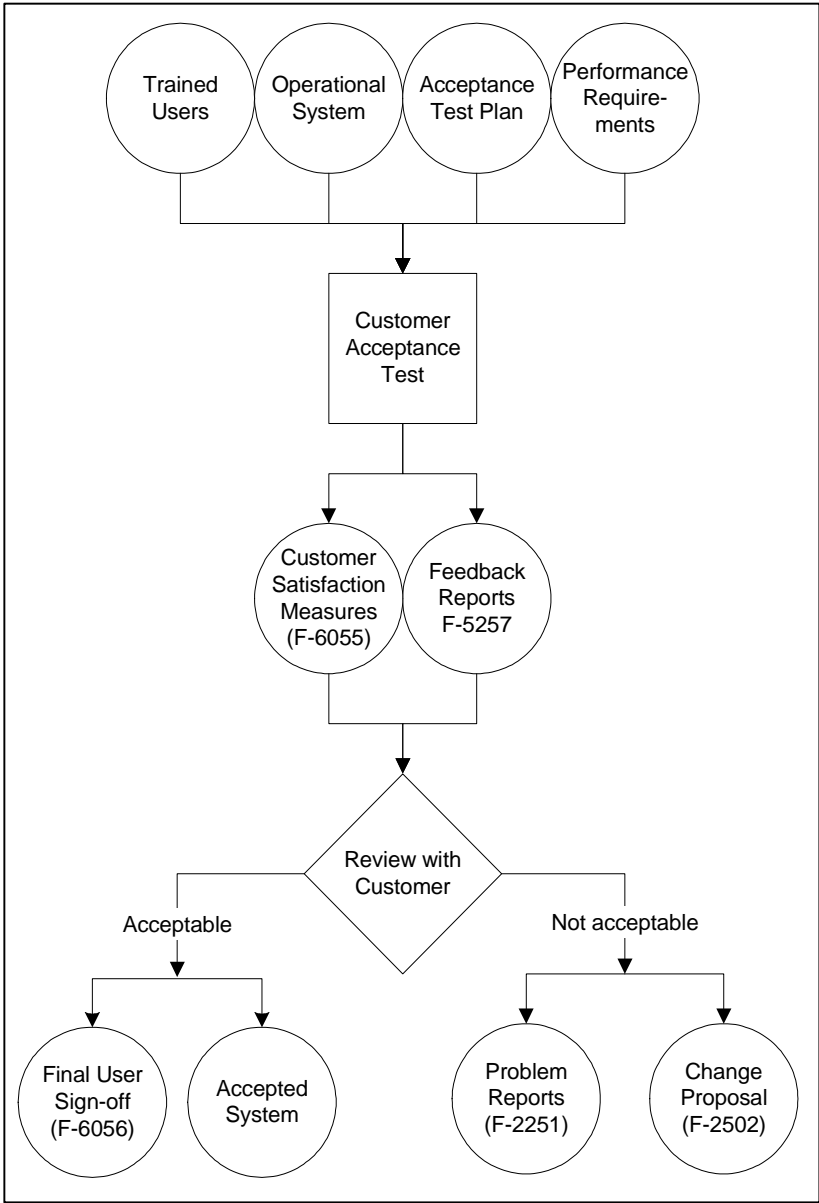 Trained
Users
Operational
System
Acceptance
Test Plan
Performance
Require-
ments
Customer
Acceptance
Test
Customer
Satisfaction
Measures
(F-6055)
Feedback
Reports
F-5257
Review with
Customer
Acceptable
Not acceptable
Final User
Sign-off
(F-6056)
Accepted
System
Problem
Reports
(F-2251)
Change
Proposal
(F-2502)